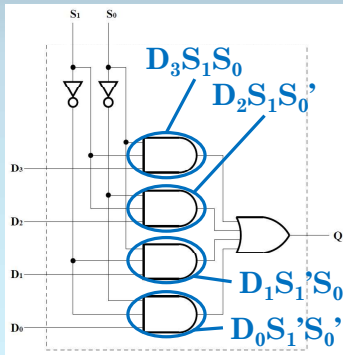 S₁ S₀
D₃S₁S₀
D₂S₁S₀'
D₃
D₂
Q
D₁
D₁S₁'S₀
D₀
D₀S₁'S₀'